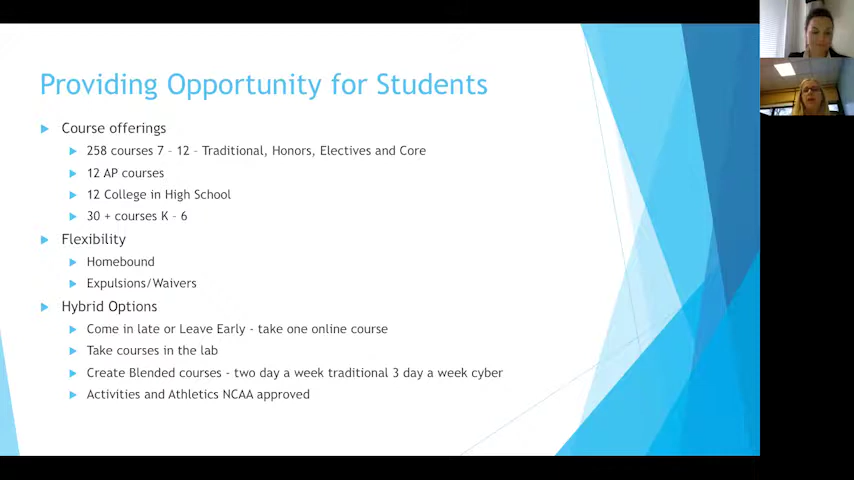 Providing Opportunity for Students
Course offerings
258 courses 7 – 12 – Traditional, Honors, Electives and Core
12 AP courses
12 College in High School
30 + courses K – 6
Flexibility
Homebound
Expulsions/Waivers
Hybrid Options
Come in late or Leave Early - take one online course
Take courses in the lab
Create Blended courses - two day a week traditional 3 day a week cyber
Activities and Athletics NCAA approved